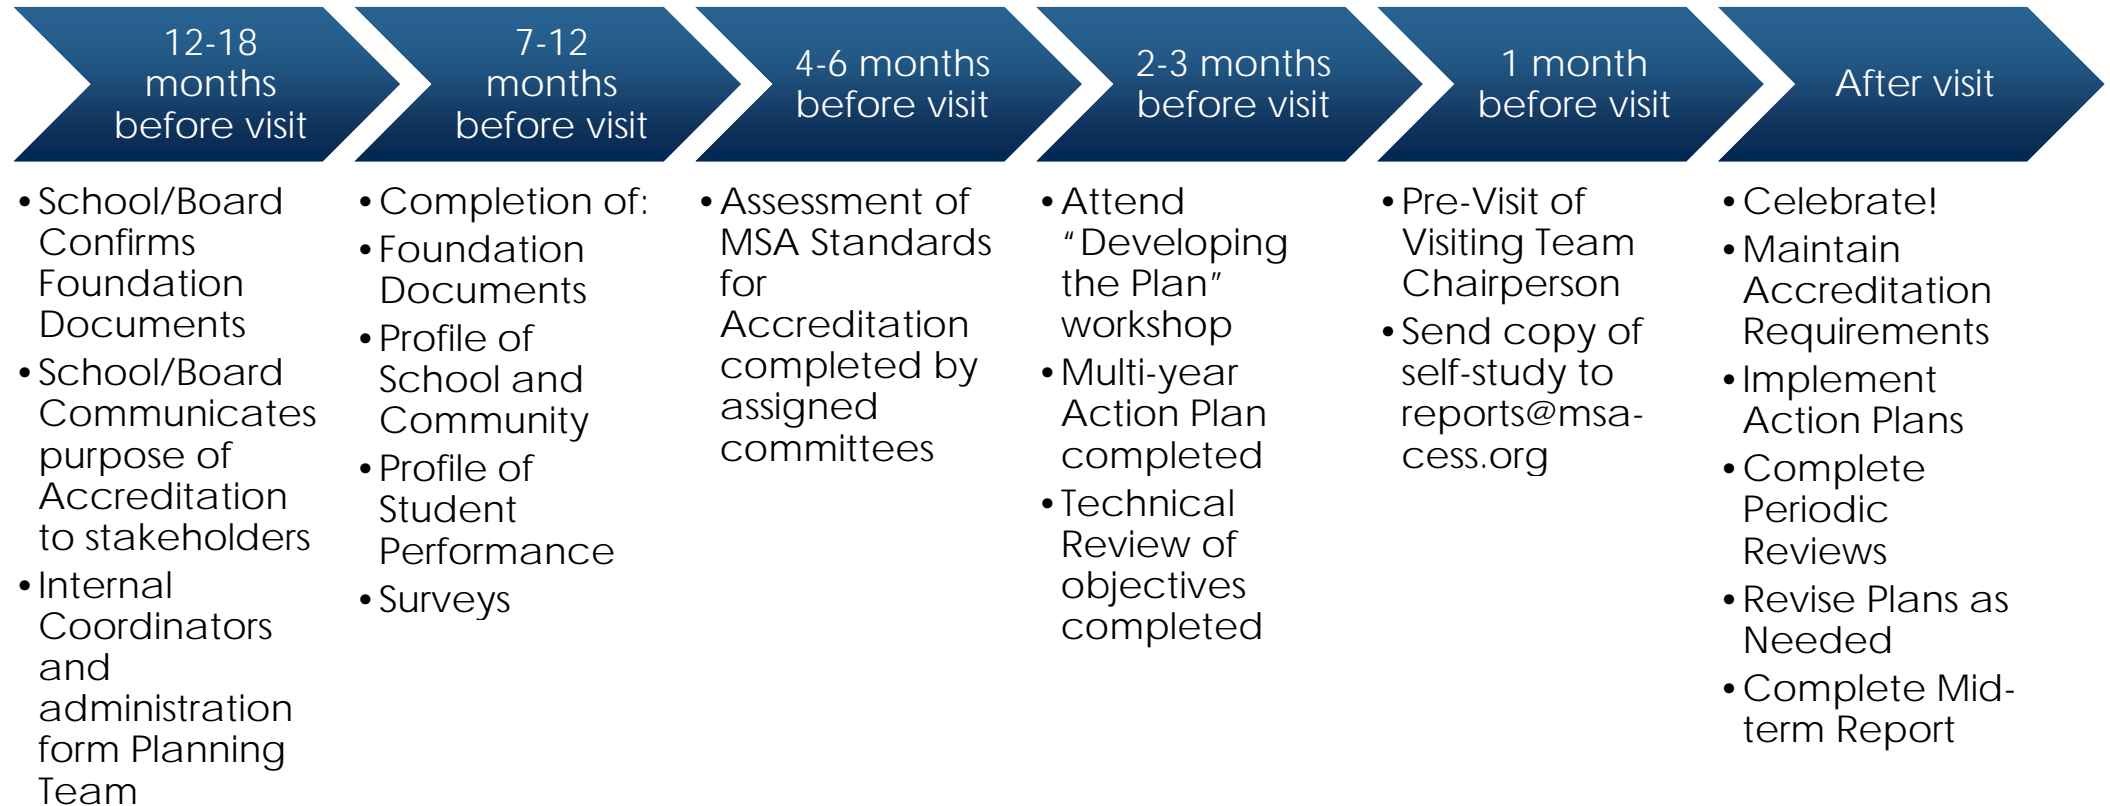 12-18
months
before visit
• School/Board
Confirms
Foundation
Documents
• School/Board
Communicates
purpose of
Accreditation
to stakeholders
• Internal
Coordinators
and
administration
form Planning
Team
7-12
months
before visit
• Completion of:
• Foundation
Documents
• Profile of
School and
Community
• Profile of
Student
Performance
• Surveys
4-6 months
before visit
• Assessment of
MSA Standards
for
Accreditation
completed by
assigned
committees
2-3 months
before visit
• Attend
“Developing
the Plan”
workshop
• Multi-year
Action Plan
completed
• Technical
Review of
objectives
completed
1 month
before visit
• Pre-Visit of
Visiting Team
Chairperson
• Send copy of
self-study to
reports@msa-
cess.org
After visit
• Celebrate!
• Maintain
Accreditation
Requirements
• Implement
Action Plans
• Complete
Periodic
Reviews
• Revise Plans as
Needed
• Complete Mid-
term Report